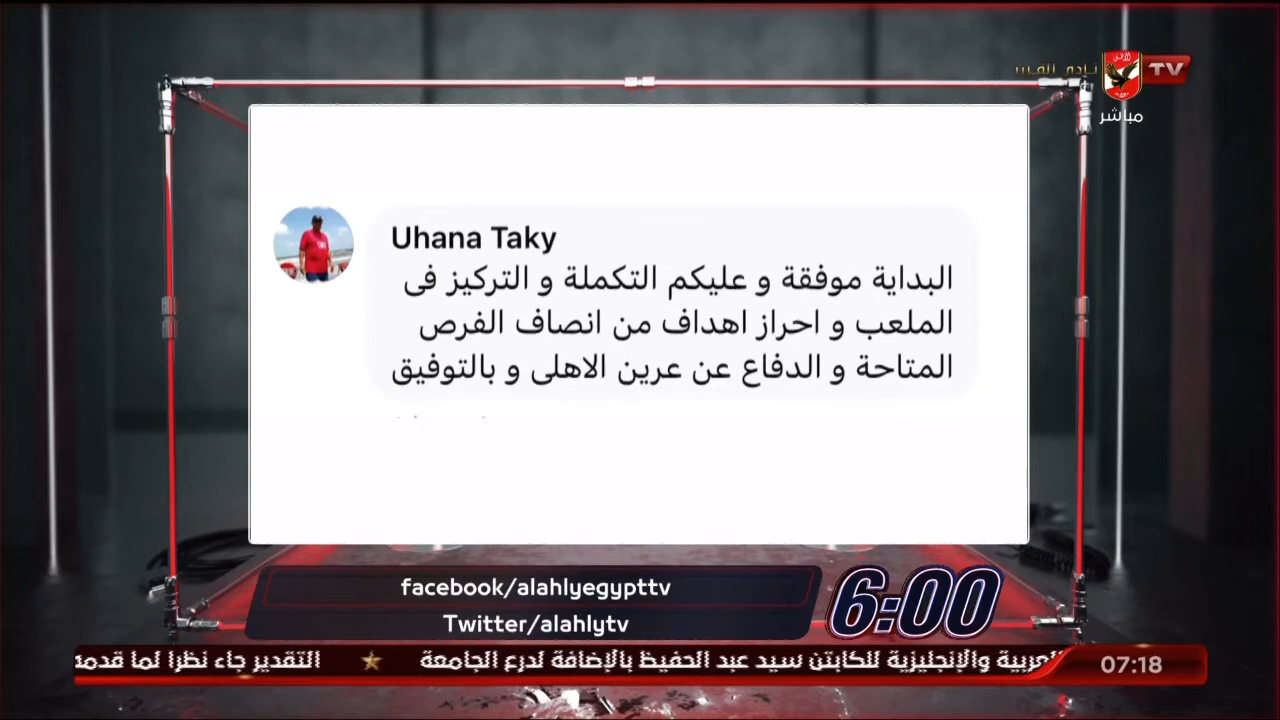 نادي القرن
TV
مباشر
Uhana Taky
البداية موفقة و عليكم التكملة و التركيز فى
الملعب و احراز اهداف من انصاف الفرص
المتاحة و الدفاع عن عرين الاهلى و بالتوفيق
facebook/alahlyegypttv
Twitter/alahlytv
6:00
العربية والإنجليزية للكابتن سيد عبد الحفيظ بالإضافة لدرع الجامعة ★ التقدير جاء نظرا لما قدمه
07:18